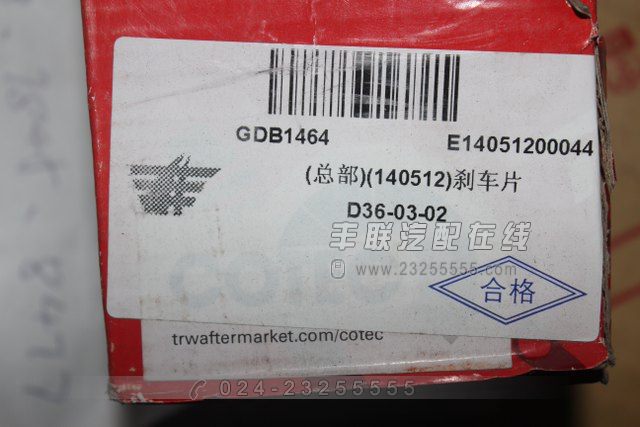 GDB1464 E14051200044
(总部)(140512)刹车片
D36-03-02
丰联汽配在线
www.23255555.com
合格
trwaftermarket.com/cotec
024-23255555